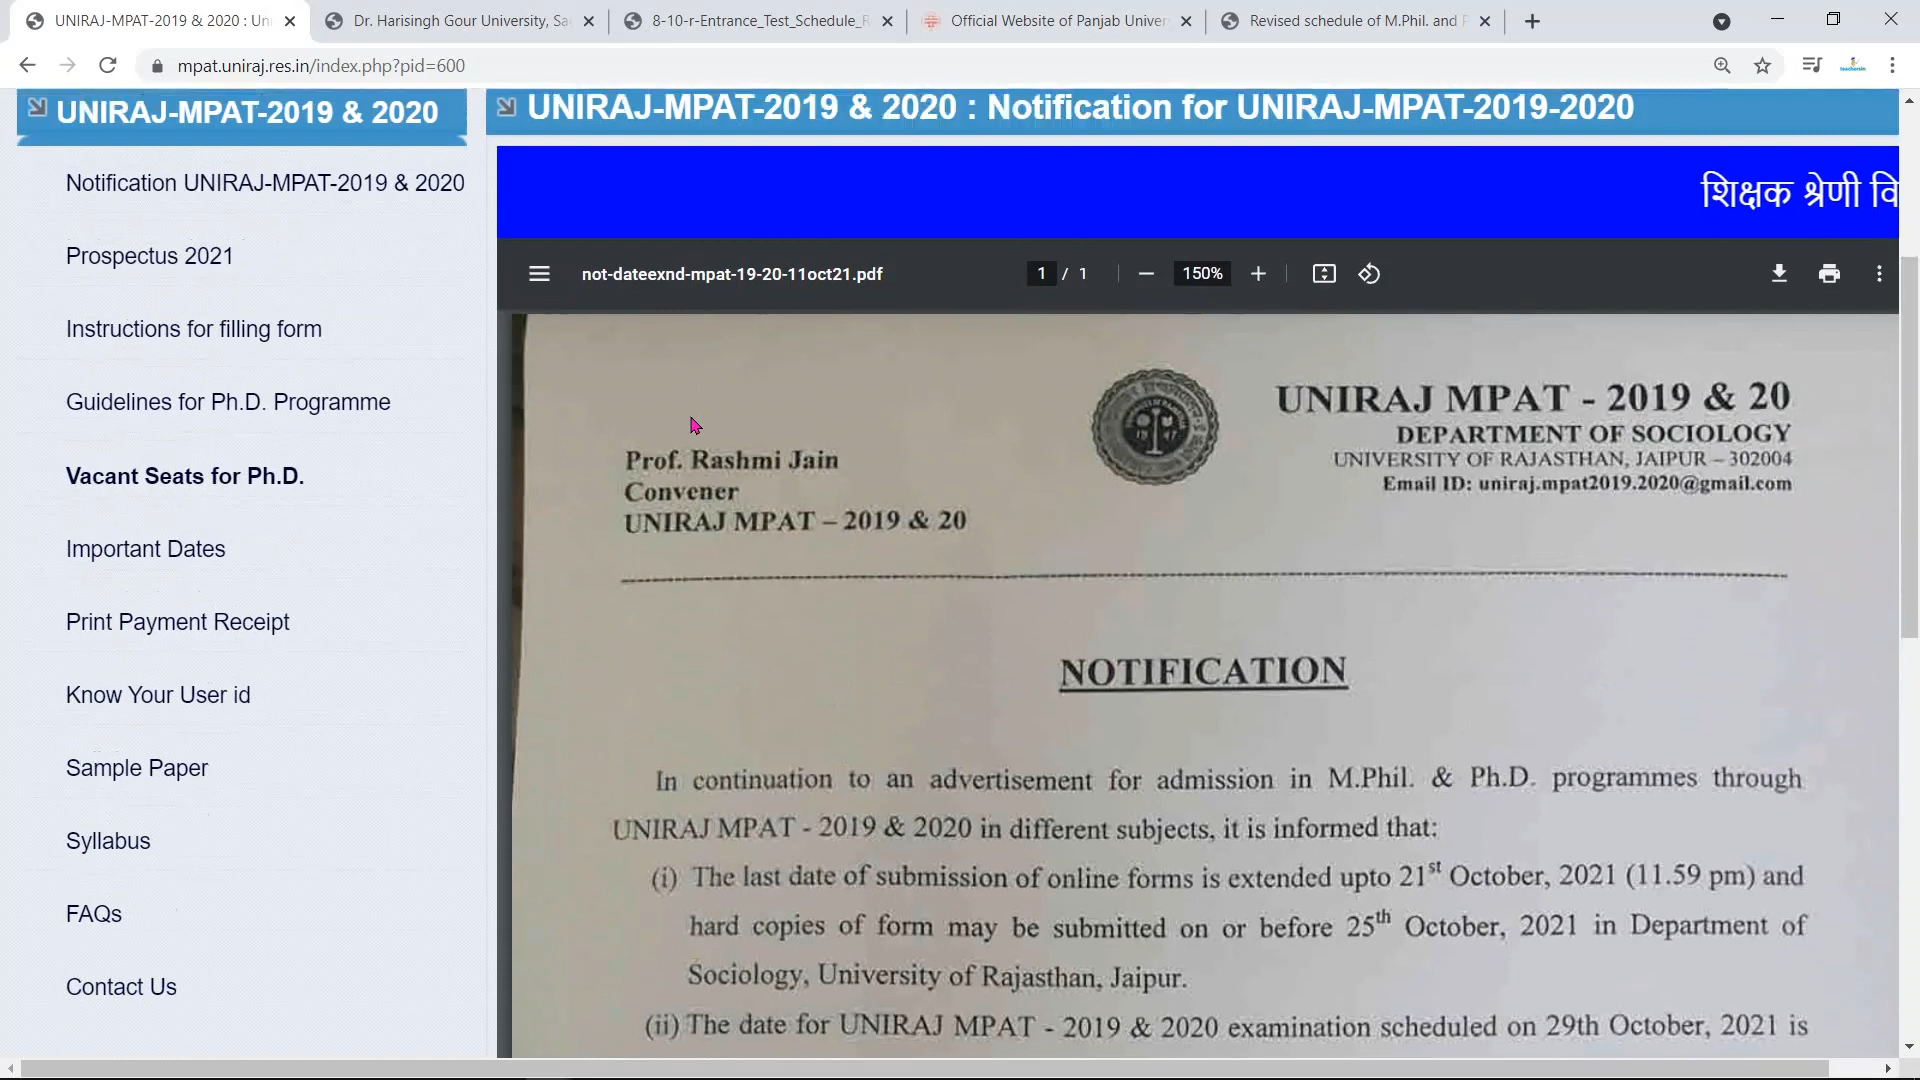 UNIRAJ-MPAT-2019 & 2020 : Un
Dr. Harisingh Gour University, Sa
8-10-r-Entrance_Test_Schedule_R
Official Website of Panjab Univer
Revised schedule of M.Phil. and P
mpat.uniraj.res.in/index.php?pid=600
UNIRAJ-MPAT-2019 & 2020
Notification UNIRAJ-MPAT-2019 & 2020
Prospectus 2021
Instructions for filling form
Guidelines for Ph.D. Programme
Vacant Seats for Ph.D.
Important Dates
Print Payment Receipt
Know Your User id
Sample Paper
Syllabus
FAQs
Contact Us
UNIRAJ-MPAT-2019 & 2020 : Notification for UNIRAJ-MPAT-2019-2020
शिक्षक श्रेणी वि
not-dateexnd-mpat-19-20-11oct21.pdf
1 / 1
150%
Prof. Rashmi Jain
Convener
UNIRAJ MPAT – 2019 & 20
UNIRAJ MPAT - 2019 & 20
DEPARTMENT OF SOCIOLOGY
UNIVERSITY OF RAJASTHAN, JAIPUR – 302004
Email ID: uniraj.mpat2019.2020@gmail.com
NOTIFICATION
In continuation to an advertisement for admission in M.Phil. & Ph.D. programmes through
UNIRAJ MPAT - 2019 & 2020 in different subjects, it is informed that:
(i) The last date of submission of online forms is extended upto 21st October, 2021 (11.59 pm) and
hard copies of form may be submitted on or before 25th October, 2021 in Department of
Sociology, University of Rajasthan, Jaipur.
(ii) The date for UNIRAJ MPAT - 2019 & 2020 examination scheduled on 29th October, 2021 is